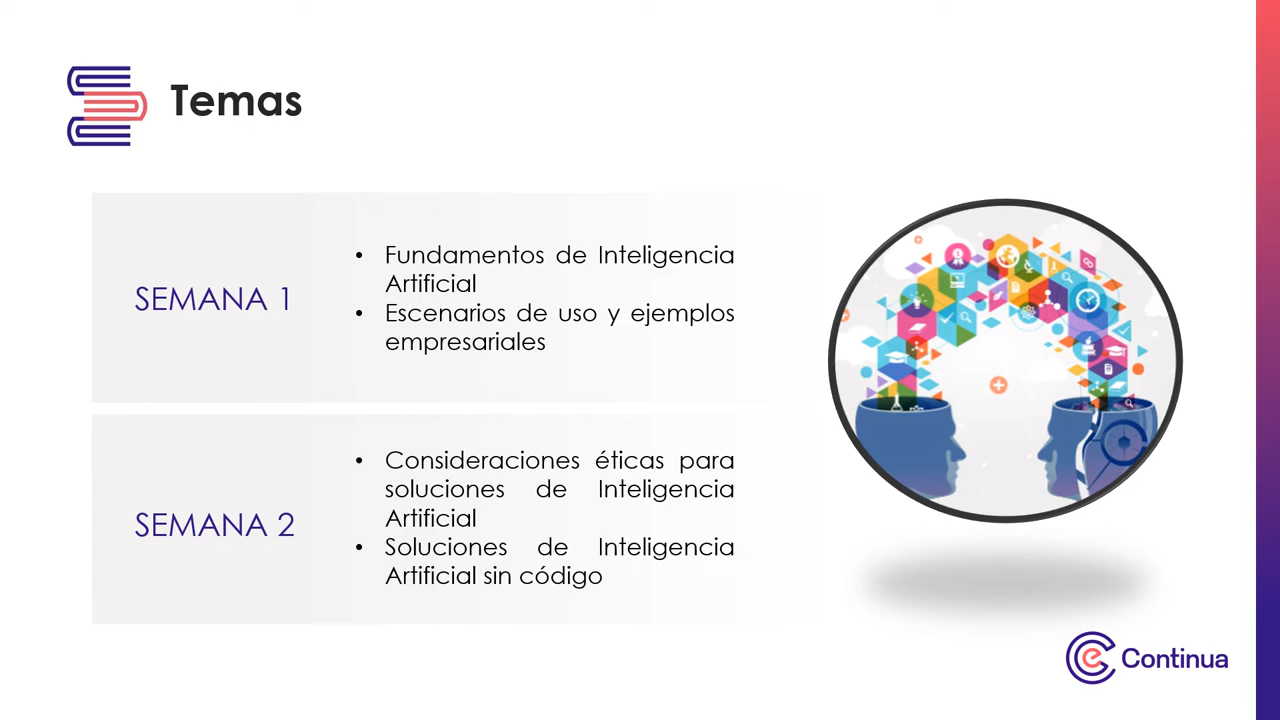 Temas
SEMANA 1
• Fundamentos de Inteligencia
Artificial
• Escenarios de uso y ejemplos
empresariales
SEMANA 2
• Consideraciones éticas para
soluciones de Inteligencia
Artificial
• Soluciones de Inteligencia
Artificial sin código
e Continua